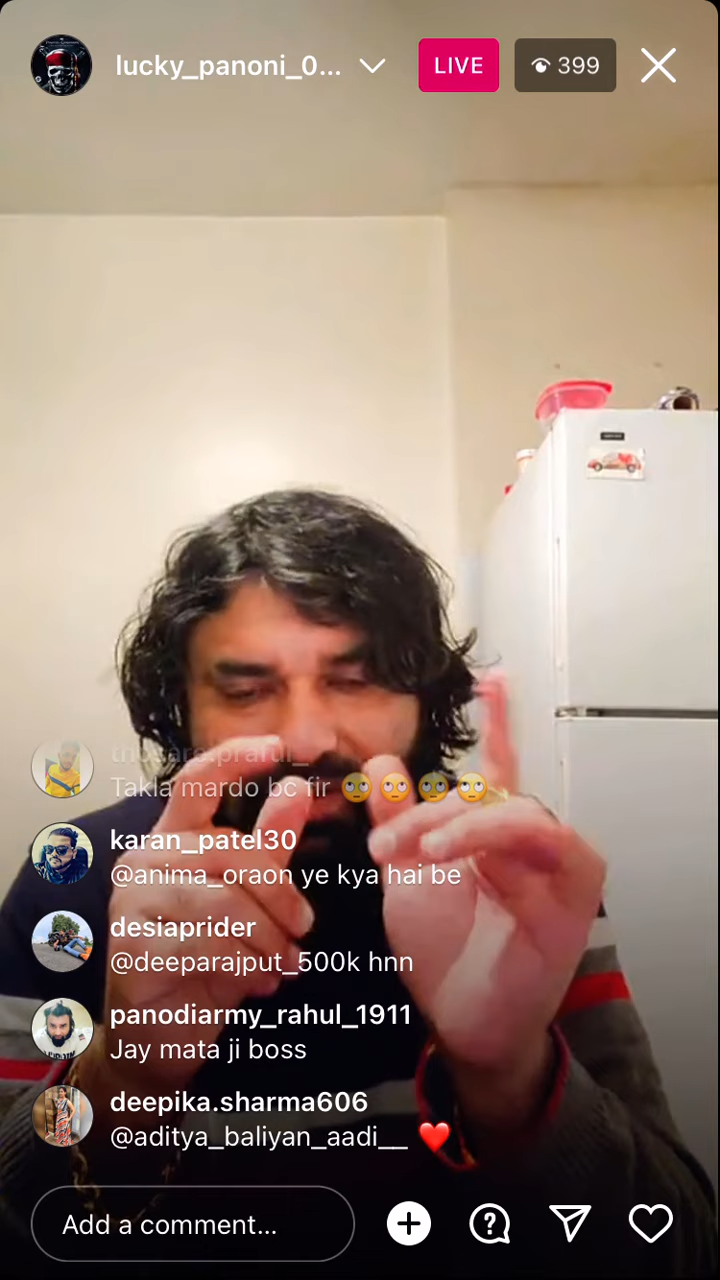 lucky_panoni_0...
LIVE
399
Takla mardo bc fir 🙄🙄🙄🙄
karan_patel30
@anima_oraon ye kya hai be
desiaprider
@deeparajput_500k hnn
panodiarmy_rahul_1911
Jay mata ji boss
deepika.sharma606
@aditya_baliyan_aadi__ ❤️
Add a comment...